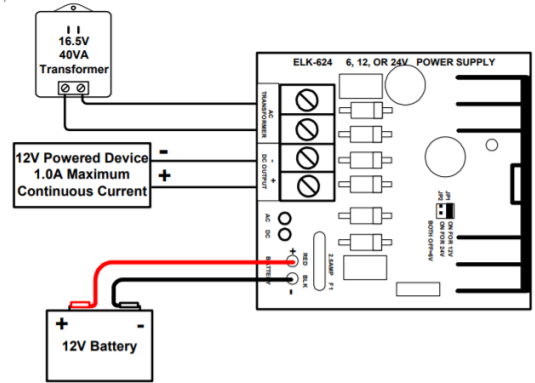 16.5V
40VA
Transformer
ELK-624 6, 12, OR 24V POWER SUPPLY
AC
TRANSFORMER
12V Powered Device
1.0A Maximum
Continuous Current
-
+
DC OUTPUT
-
+
JP1
JP2
ON FOR 12V
ON FOR 24V
BOTH OFF=6V
AC
DC
BATTERY
+
RED
BLK
-
2.5AMP F1
+
-
12V Battery